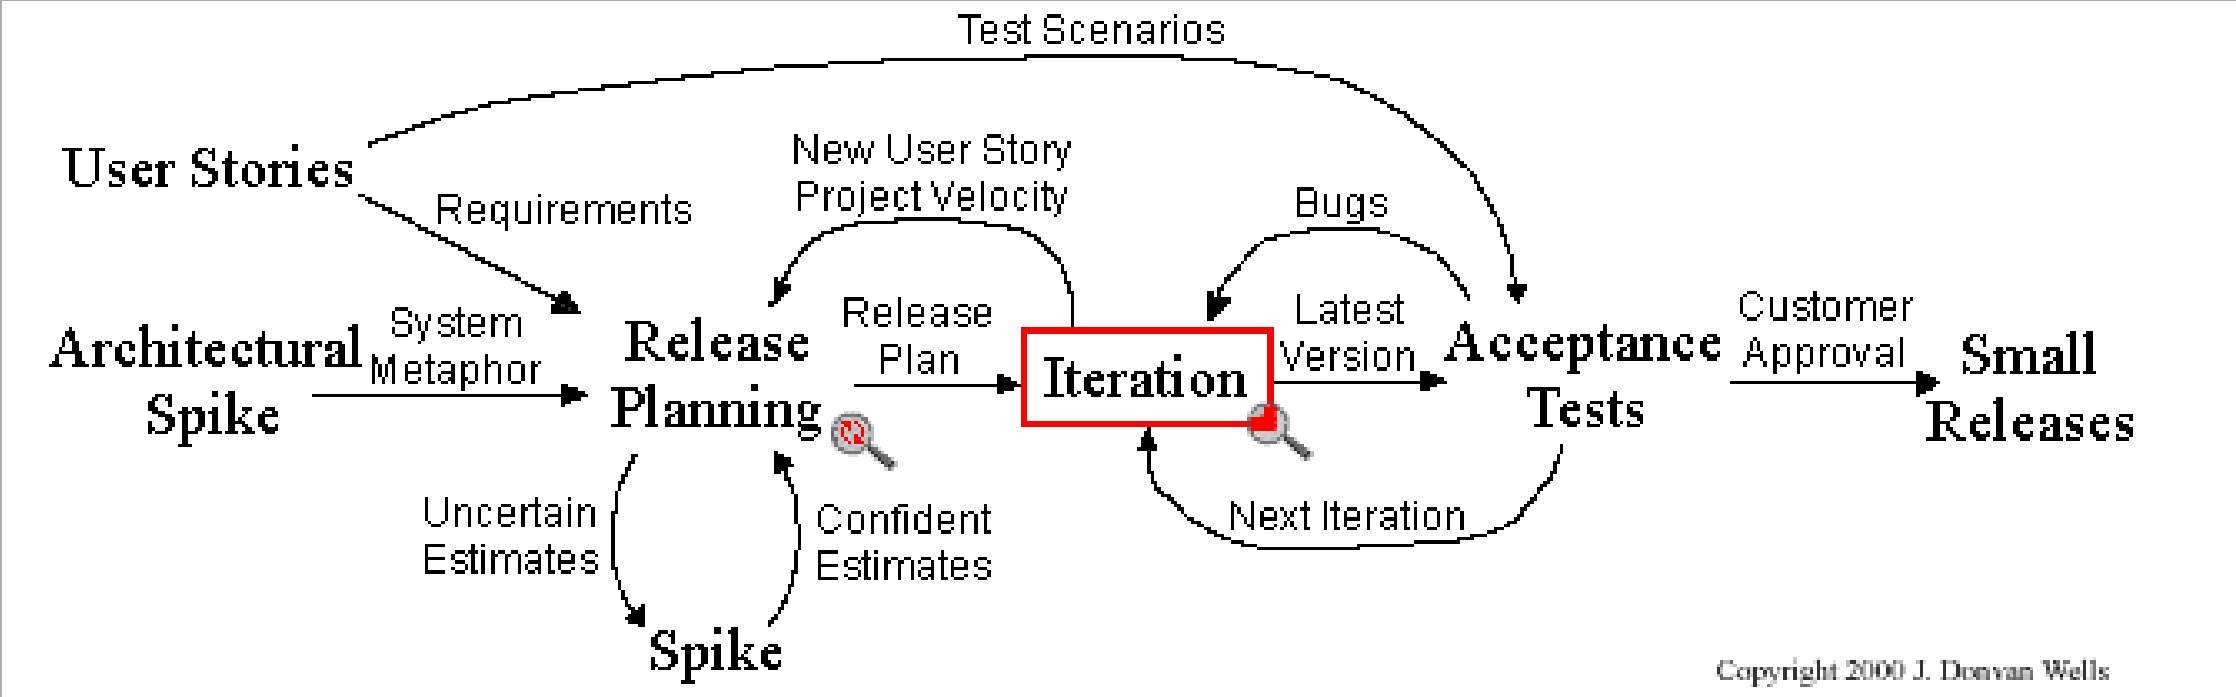 Test Scenarios
User Stories
Requirements
New User Story
Project Velocity
Bugs
Architectural
Spike
System
Metaphor
Release
Planning
Release
Plan
Iteration
Latest
Version
Acceptance
Tests
Customer
Approval
Small
Releases
Uncertain
Estimates
Confident
Estimates
Next Iteration
Spike
Copyright 2000 J. Donvan Wells